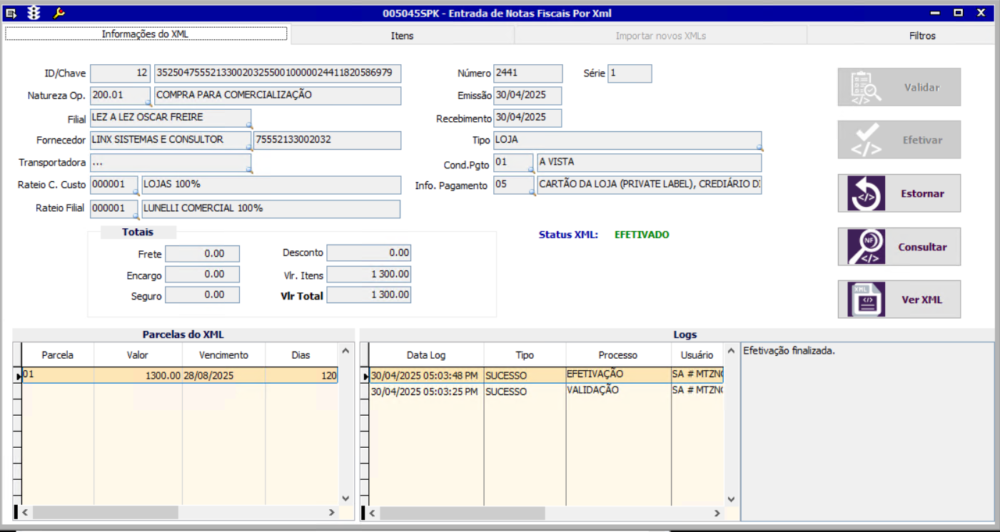 005045SPK - Entrada de Notas Fiscais Por Xml
Informações do XML Itens Importar novos XMLs Filtros
ID/Chave 12 35250475552133002032550010000024411820586979 Número 2441 Série 1
Validar
Natureza Op. 200.01 COMPRA PARA COMERCIALIZAÇÃO Emissão 30/04/2025
Filial LEZ A LEZ OSCAR FREIRE Recebimento 30/04/2025
Fornecedor LINX SISTEMAS E CONSULTOR 75552133002032 Tipo LOJA
Efetivar
Transportadora ... Cond.Pgto 01 A VISTA
Rateio C. Custo 000001 LOJAS 100% Info. Pagamento 05 CARTÃO DA LOJA (PRIVATE LABEL), CREDIÁRIO DI
Estornar
Rateio Filial 000001 LUNELLI COMERCIAL 100%
Totais Status XML: EFETIVADO
Frete 0.00 Desconto 0.00
NF
Consultar
Encargo 0.00 Vlr. Itens 1 300.00
Seguro 0.00 Vlr Total 1 300.00
XML
Ver XML
Parcelas do XML Logs
Parcela Valor Vencimento Dias Data Log Tipo Processo Usuário Efetivação finalizada.
01 1300.00 28/08/2025 120 30/04/2025 05:03:48 PM SUCESSO EFETIVAÇÃO SA # MTZN
30/04/2025 05:03:25 PM SUCESSO VALIDAÇÃO SA # MTZN